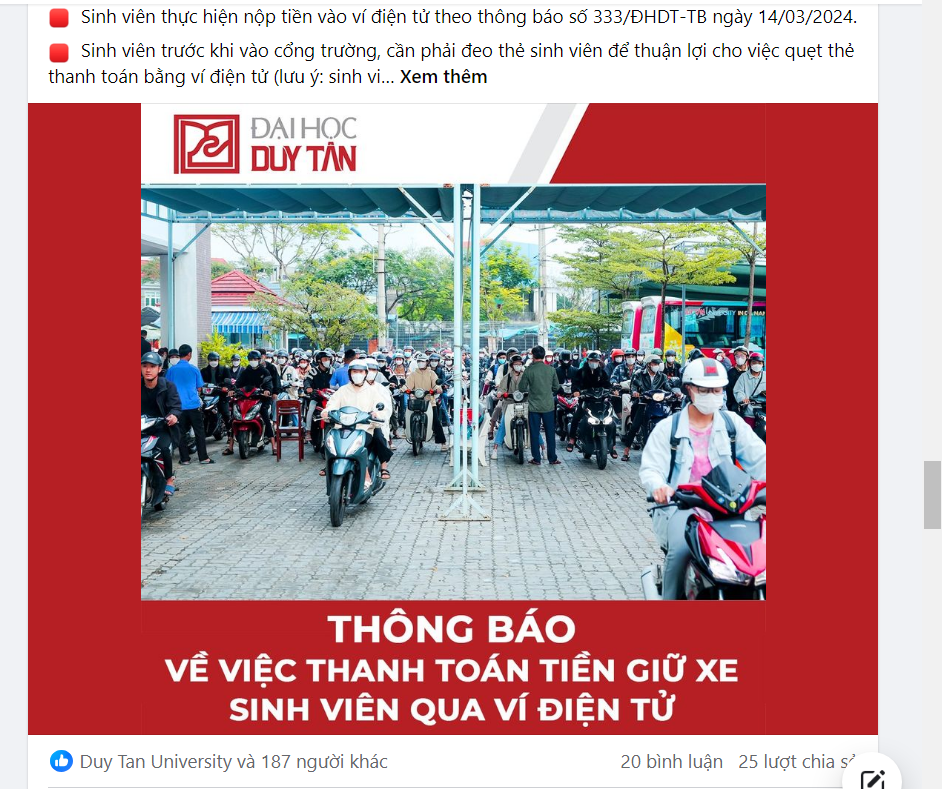 Sinh viên thực hiện nộp tiền vào ví điện tử theo thông báo số 333/ĐHDT-TB ngày 14/03/2024.
Sinh viên trước khi vào cổng trường, cần phải đeo thẻ sinh viên để thuận lợi cho việc quẹt thẻ
thanh toán bằng ví điện tử (lưu ý: sinh vi... Xem thêm
ĐẠI HỌC
DUY TÂN
THÔNG BÁO
VỀ VIỆC THANH TOÁN TIỀN GIỮ XE
SINH VIÊN QUA VÍ ĐIỆN TỬ
Duy Tan University và 187 người khác 20 bình luận 25 lượt chia